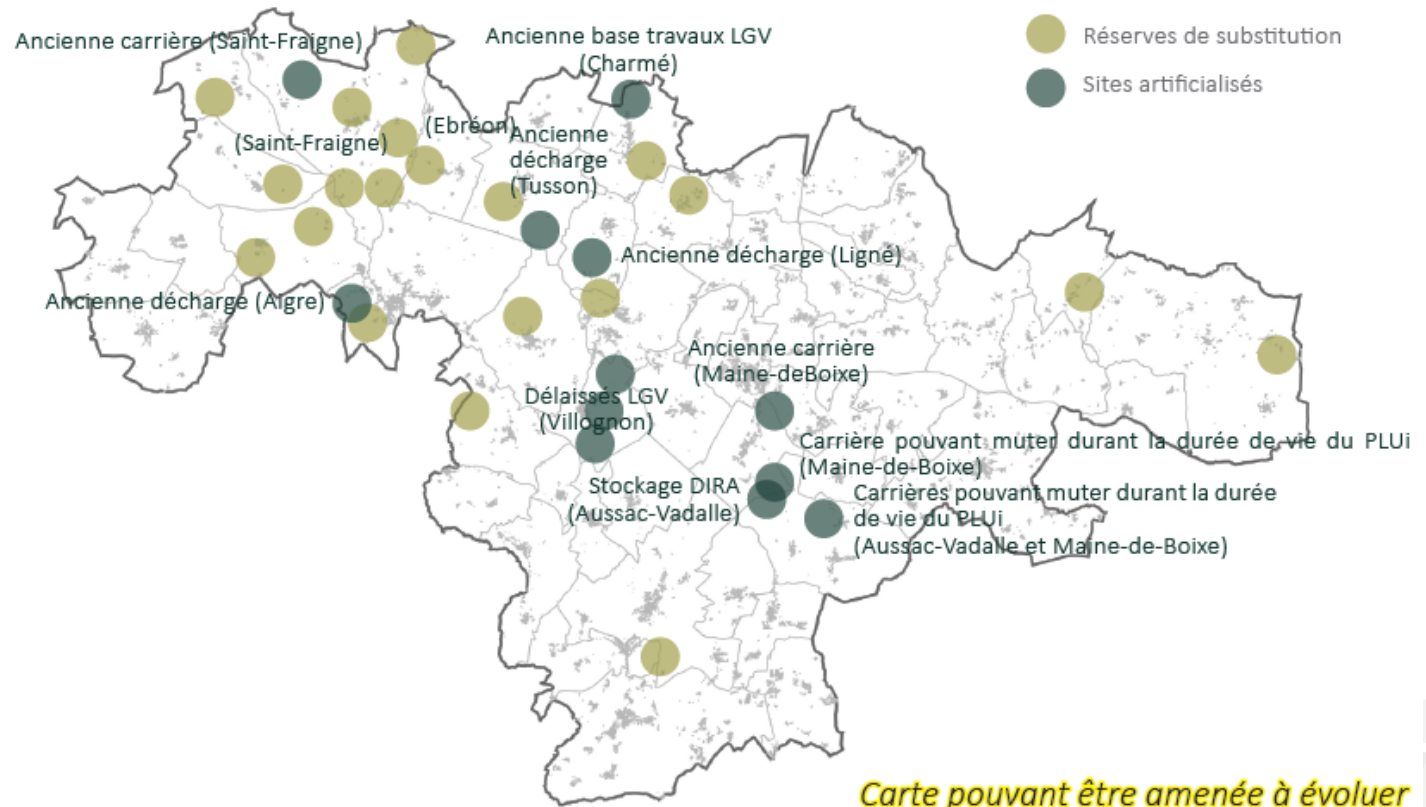 Ancienne carrière (Saint-Fraigne)
Ancienne base travaux LGV
(Charmé)
Réserves de substitution
Sites artificialisés
(Saint-Fraigne)
(Ebréon)
Ancienne
décharge
(Tusson)
Ancienne décharge (Ligné)
Ancienne décharge (Aigre)
Ancienne carrière
(Maine-deBoixe)
Délaissés LGV
(Villognon)
Carrière pouvant muter durant la durée de vie du PLUi
(Maine-de-Boixe)
Stockage DIRA
(Aussac-Vadalle)
Carrières pouvant muter durant la durée
de vie du PLUi
(Aussac-Vadalle et Maine-de-Boixe)
Carte pouvant être amenée à évoluer